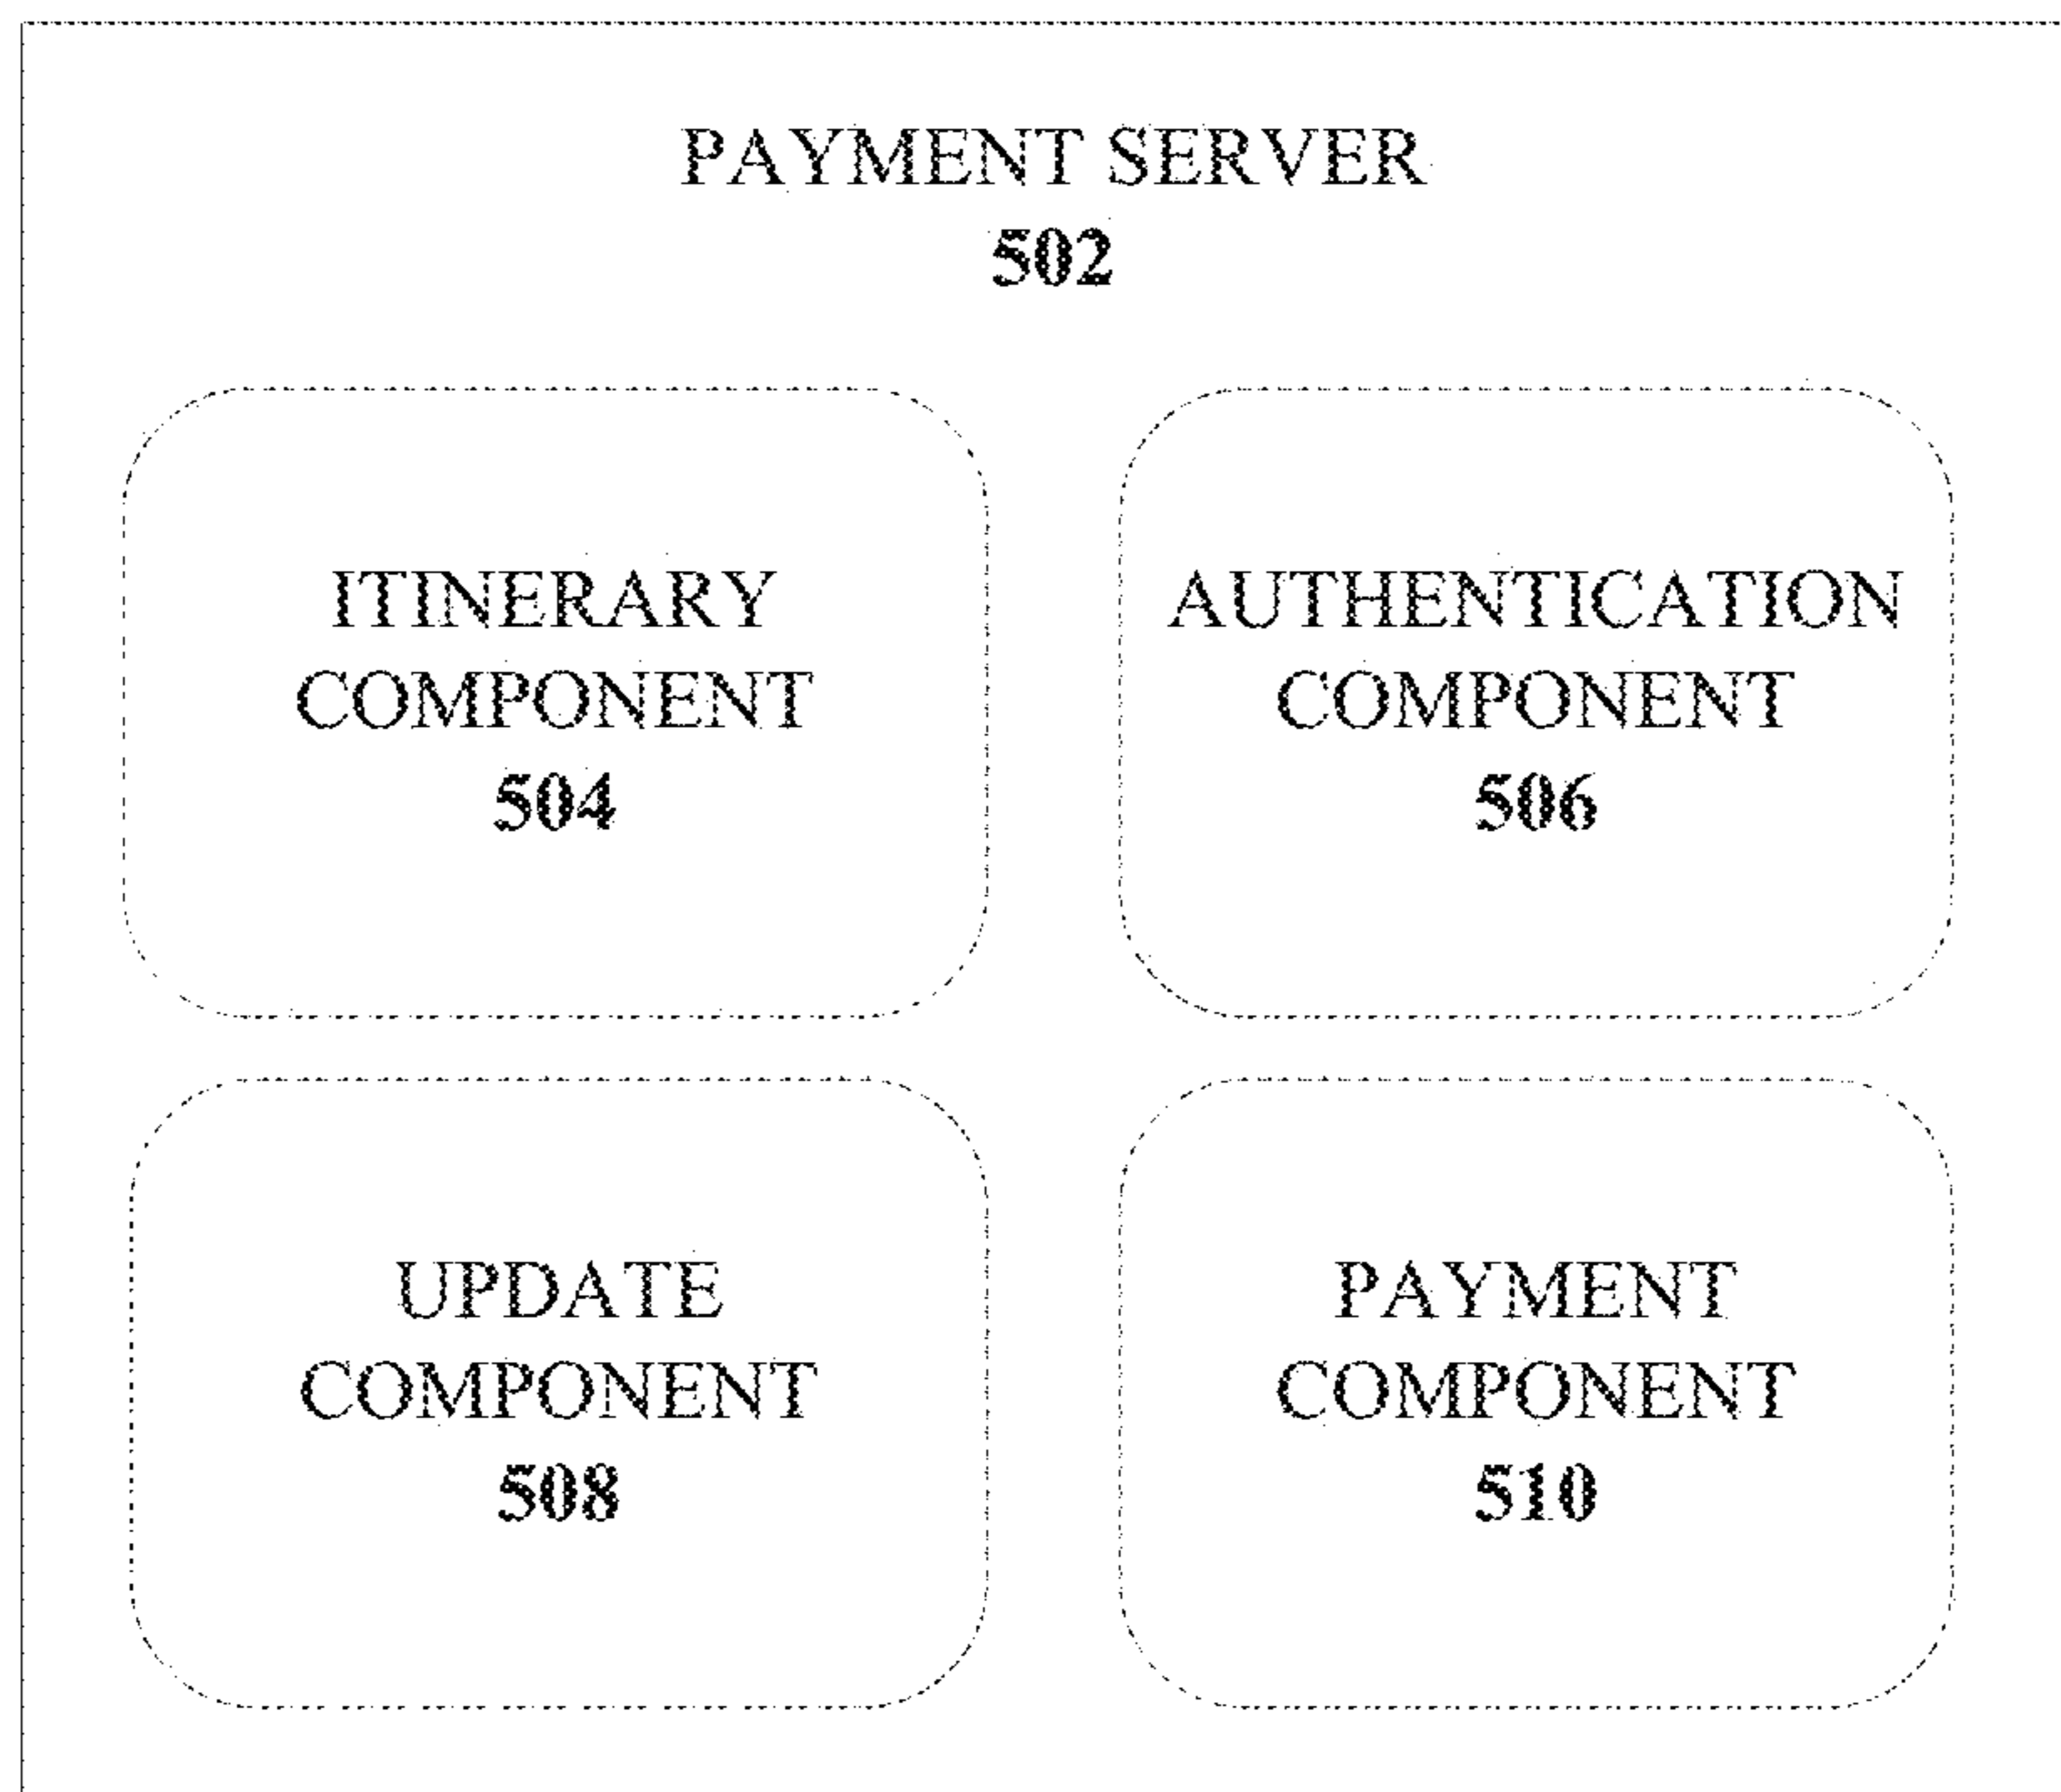 PAYMENT SERVER
502
ITINERARY
COMPONENT
504
AUTHENTICATION
COMPONENT
506
UPDATE
COMPONENT
508
PAYMENT
COMPONENT
510